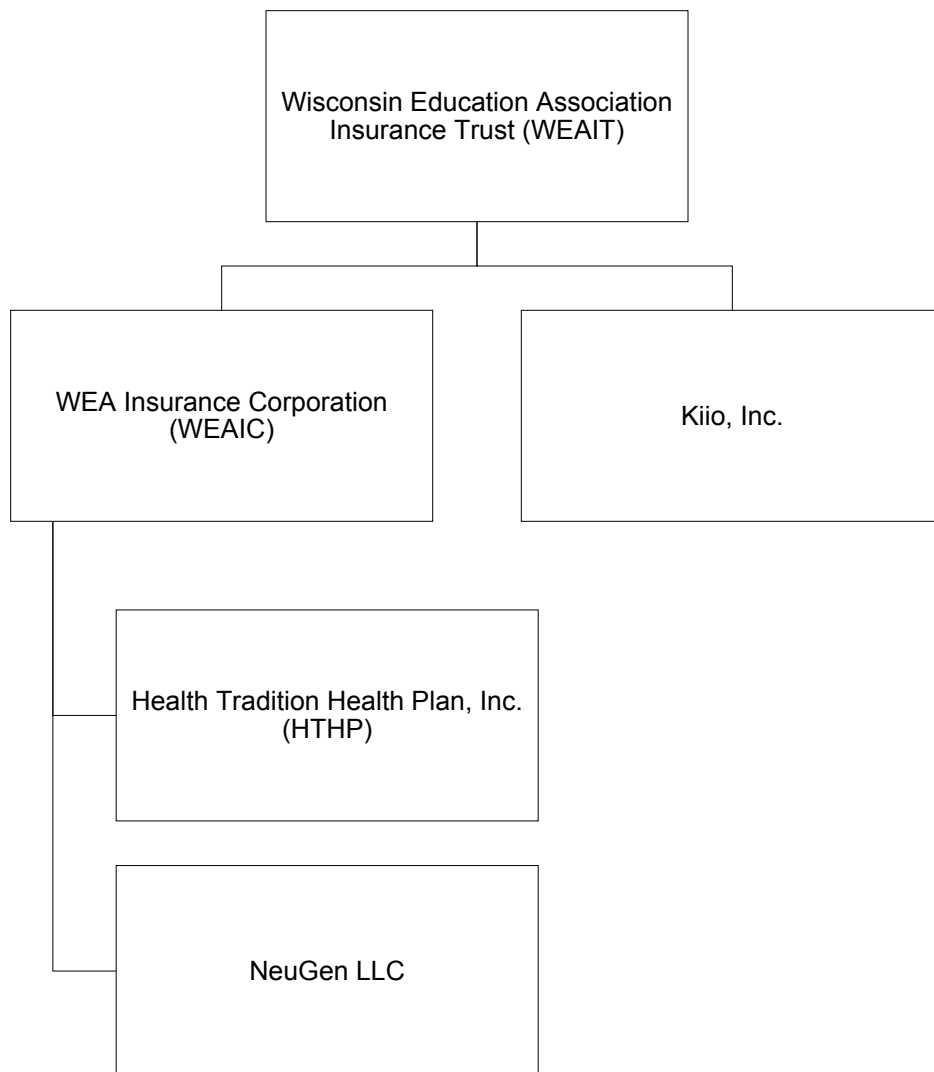 Wisconsin Education Association
Insurance Trust (WEAIT)
WEA Insurance Corporation
(WEAIC)
Kiio, Inc.
Health Tradition Health Plan, Inc.
(HTHP)
NeuGen LLC